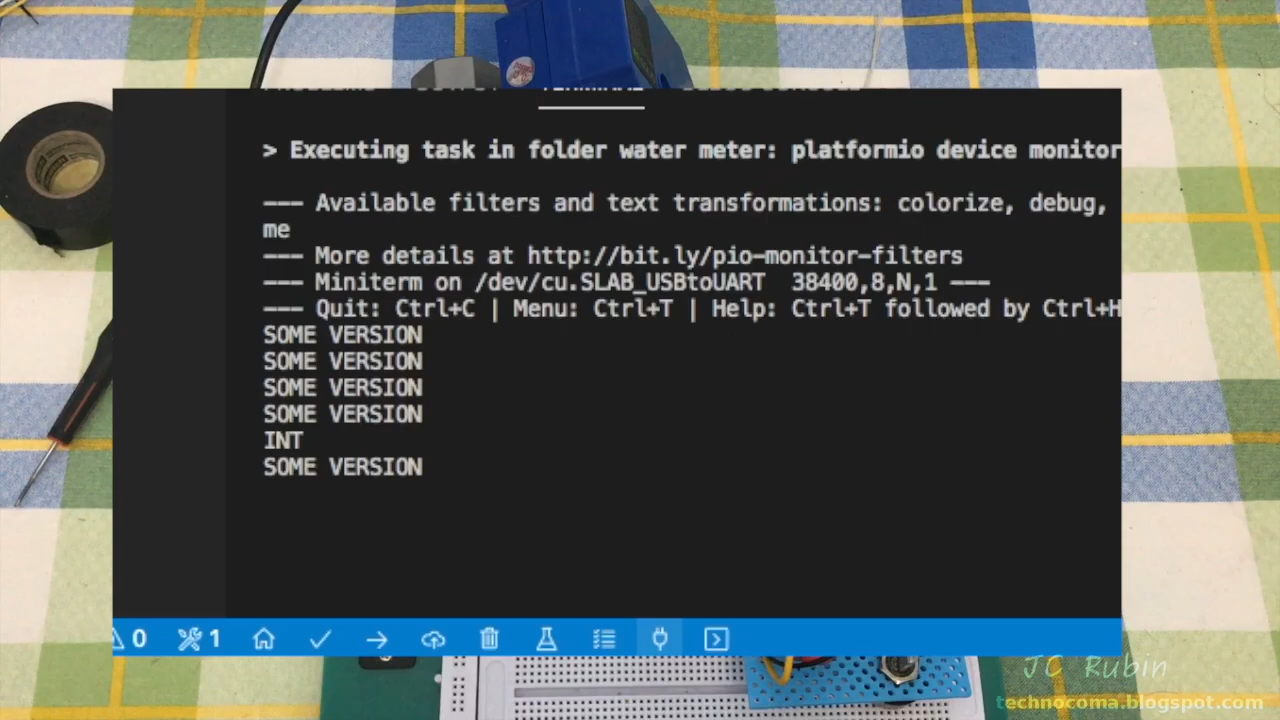 > Executing task in folder water meter: platformio device monitor
--- Available filters and text transformations: colorize, debug,
me
--- More details at http://bit.ly/pio-monitor-filters
--- Miniterm on /dev/cu.SLAB_USBtoUART  38400,8,N,1 ---
--- Quit: Ctrl+C | Menu: Ctrl+T | Help: Ctrl+T followed by Ctrl+H
SOME VERSION
SOME VERSION
SOME VERSION
SOME VERSION
INT
SOME VERSION
0 1
JC Rubin
technocoma.blogspot.com